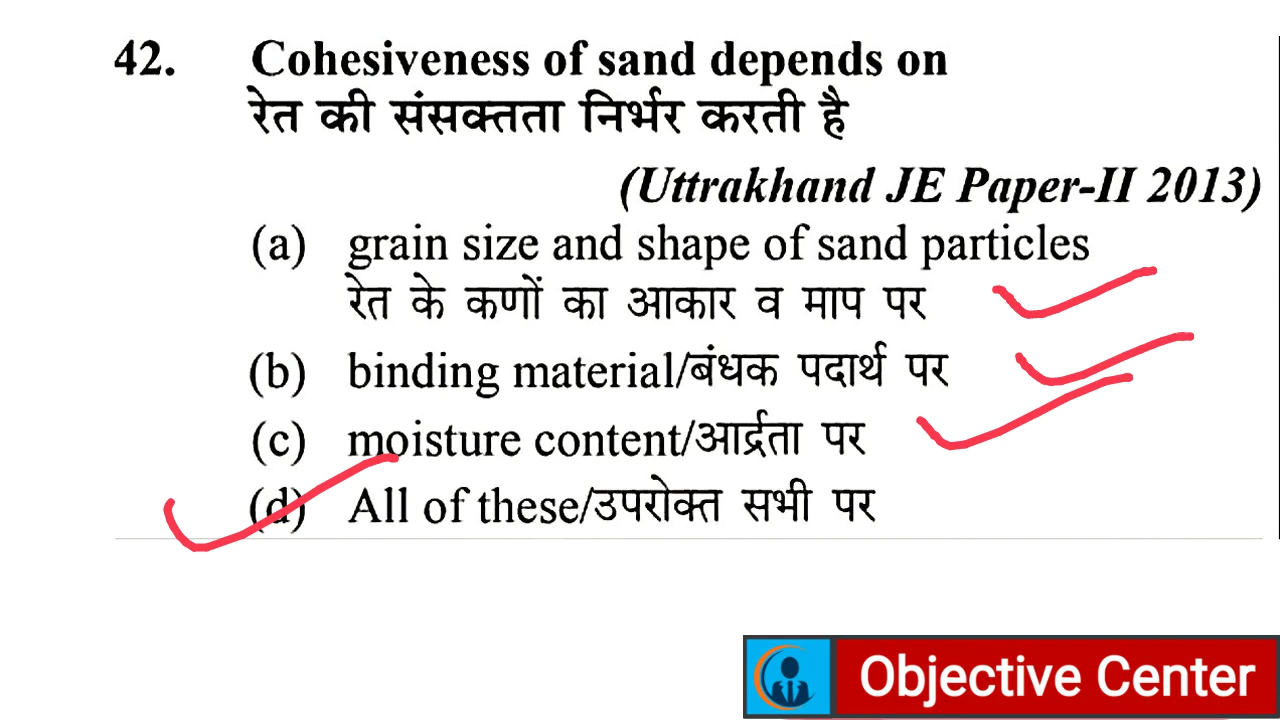 42. Cohesiveness of sand depends on
रेत की संसक्तता निर्भर करती है
(Uttrakhand JE Paper-II 2013)
(a) grain size and shape of sand particles
रेत के कणों का आकार व माप पर
(b) binding material/बंधक पदार्थ पर
(c) moisture content/आर्द्रता पर
(d) All of these/उपरोक्त सभी पर
Objective Center